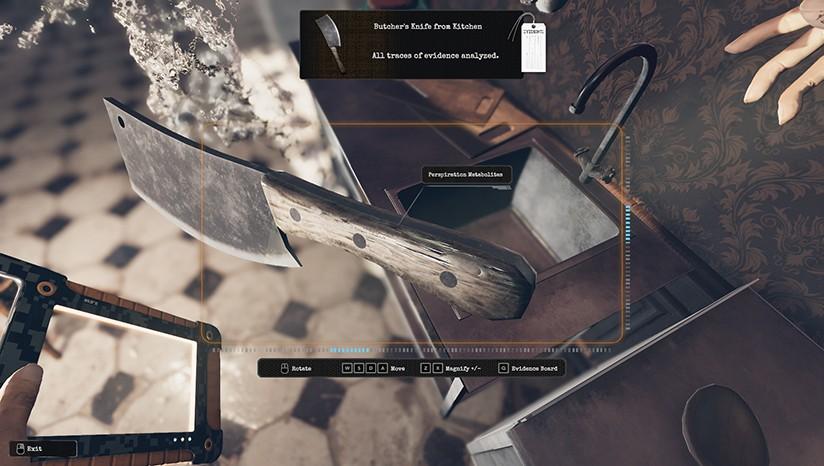 Butcher's Knife from Kitchen
EVIDENCE
All traces of evidence analyzed.
Perspiration Metabolites
Rotate
W S D A Move
Z X Magnify +/-
Q Evidence Board
Exit